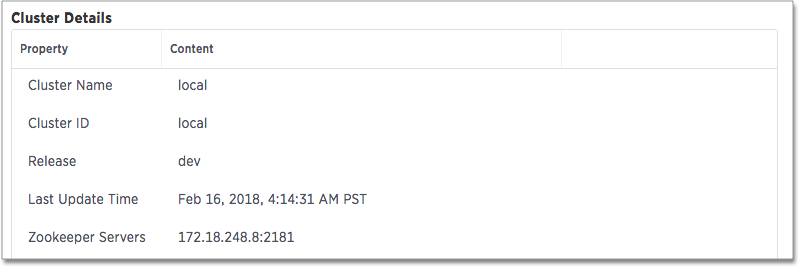 Cluster Details
Property Content
Cluster Name local
Cluster ID local
Release dev
Last Update Time Feb 16, 2018, 4:14:31 AM PST
Zookeeper Servers 172.18.248.8:2181